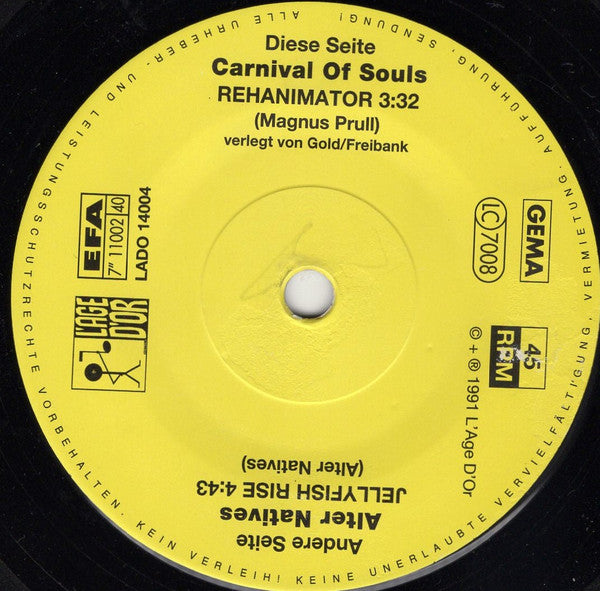 Diese Seite
Carnival Of Souls
REHANIMATOR 3:32
(Magnus Prull)
verlegt von Gold/Freibank
EFA
7" 11002 40
LADO 14004
L'AGE
D'OR
GEMA
LC 7008
45
RPM
© + ℗ 1991 L'Age D'Or
Andere Seite
Alter Natives
JELLYFISH RISE 4:43
(Alter Natives)
ALLE URHEBER- UND LEISTUNGSSCHUTZRECHTE VORBEHALTEN. KEIN VERLEIH! KEINE UNERLAUBTE VERVIELFÄLTIGUNG, VERMIETUNG, AUFFÜHRUNG, SENDUNG!